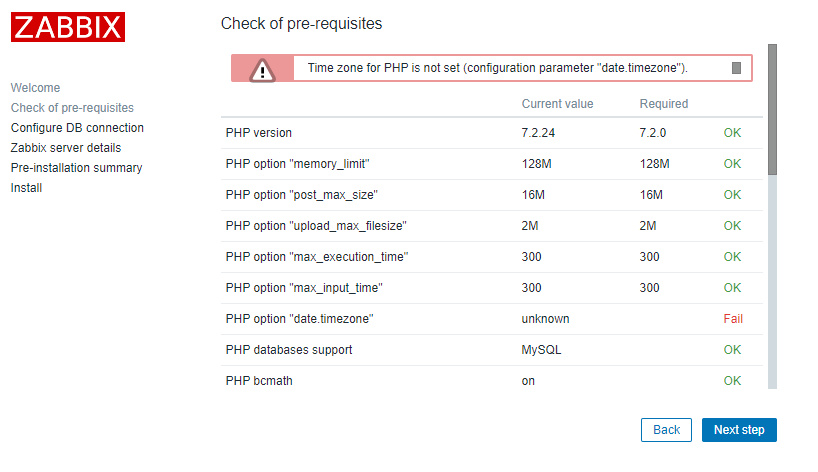 ZABBIX
Welcome
Check of pre-requisites
Configure DB connection
Zabbix server details
Pre-installation summary
Install
Check of pre-requisites
Time zone for PHP is not set (configuration parameter "date.timezone").
Current value Required
PHP version 7.2.24 7.2.0 OK
PHP option "memory_limit" 128M 128M OK
PHP option "post_max_size" 16M 16M OK
PHP option "upload_max_filesize" 2M 2M OK
PHP option "max_execution_time" 300 300 OK
PHP option "max_input_time" 300 300 OK
PHP option "date.timezone" unknown Fail
PHP databases support MySQL OK
PHP bcmath on OK
Back Next step